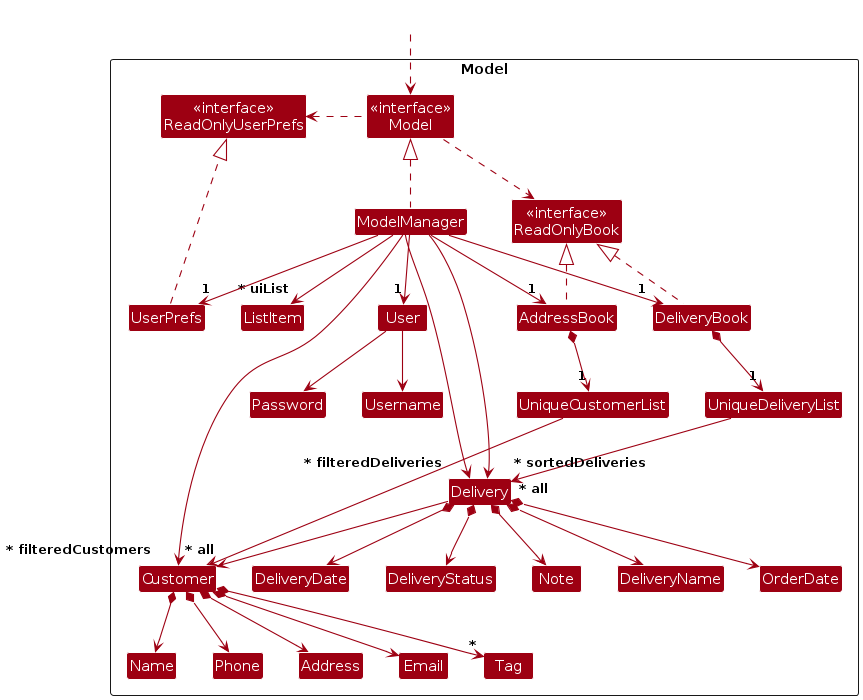 Model
«interface»
ReadOnlyUserPrefs
«interface»
Model
«interface»
ReadOnlyBook
ModelManager
1
* uiList
1
1
1
UserPrefs
ListItem
User
AddressBook
DeliveryBook
1
1
Password
Username
UniqueCustomerList
UniqueDeliveryList
* filteredDeliveries
* sortedDeliveries
* all
Delivery
* filteredCustomers
* all
Customer
DeliveryDate
DeliveryStatus
Note
DeliveryName
OrderDate
*
Name
Phone
Address
Email
Tag